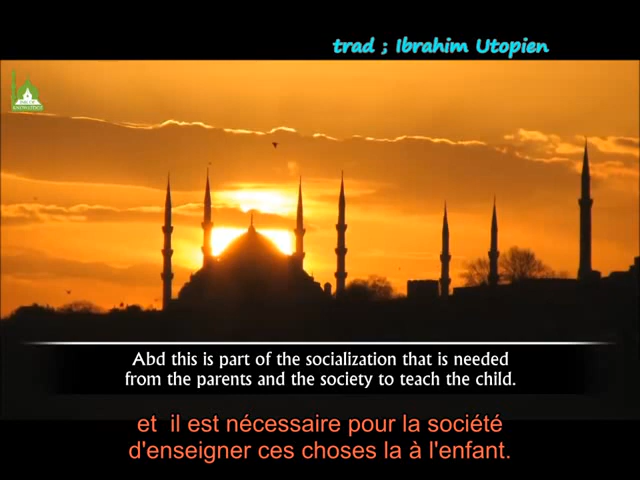 trad ; Ibrahim Utopien
KNOWLEDGE
Abd this is part of the socialization that is needed
from the parents and the society to teach the child.
et  il est nécessaire pour la société
d'enseigner ces choses la à l'enfant.